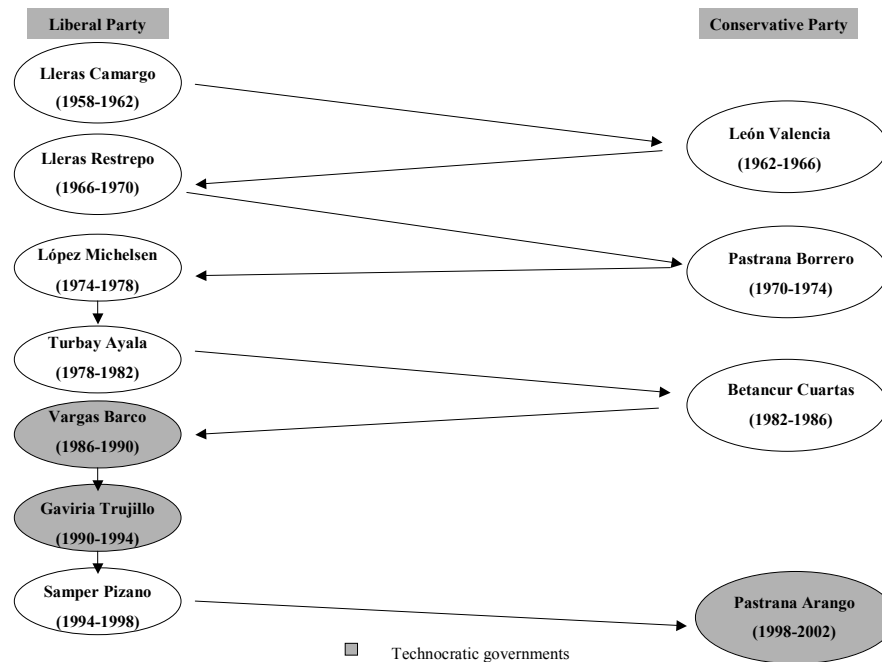 Liberal Party
Conservative Party
Lleras Camargo
(1958-1962)
León Valencia
(1962-1966)
Lleras Restrepo
(1966-1970)
Pastrana Borrero
(1970-1974)
López Michelsen
(1974-1978)
Turbay Ayala
(1978-1982)
Betancur Cuartas
(1982-1986)
Vargas Barco
(1986-1990)
Gaviria Trujillo
(1990-1994)
Samper Pizano
(1994-1998)
Pastrana Arango
(1998-2002)
Technocratic governments